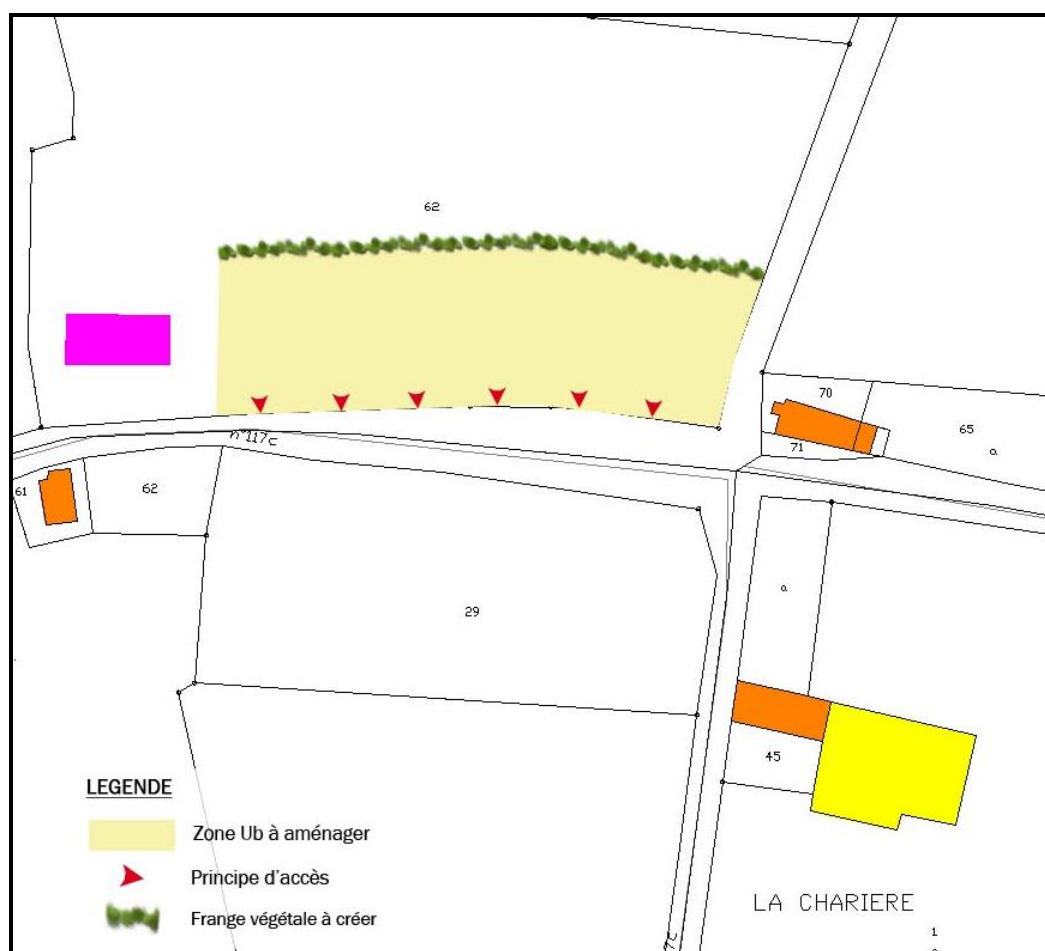 62
70
65
a
71
n°117c
61
62
a
29
45
LEGENDE
Zone Ub à aménager
Principe d'accès
Frange végétale à créer
LA CHARIERE
1